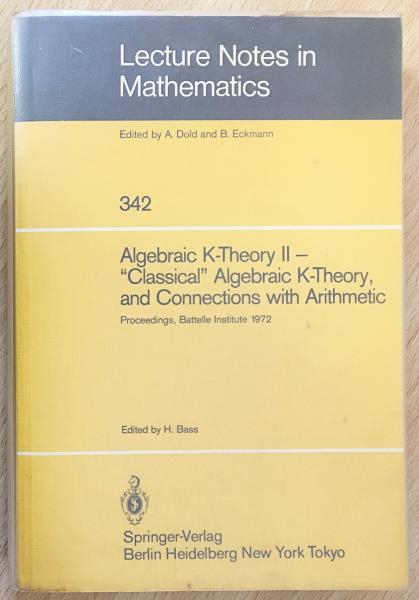 Lecture Notes in
Mathematics
Edited by A. Dold and B. Eckmann
342
Algebraic K-Theory II –
“Classical” Algebraic K-Theory,
and Connections with Arithmetic
Proceedings, Battelle Institute 1972
Edited by H. Bass
Springer-Verlag
Berlin Heidelberg New York Tokyo